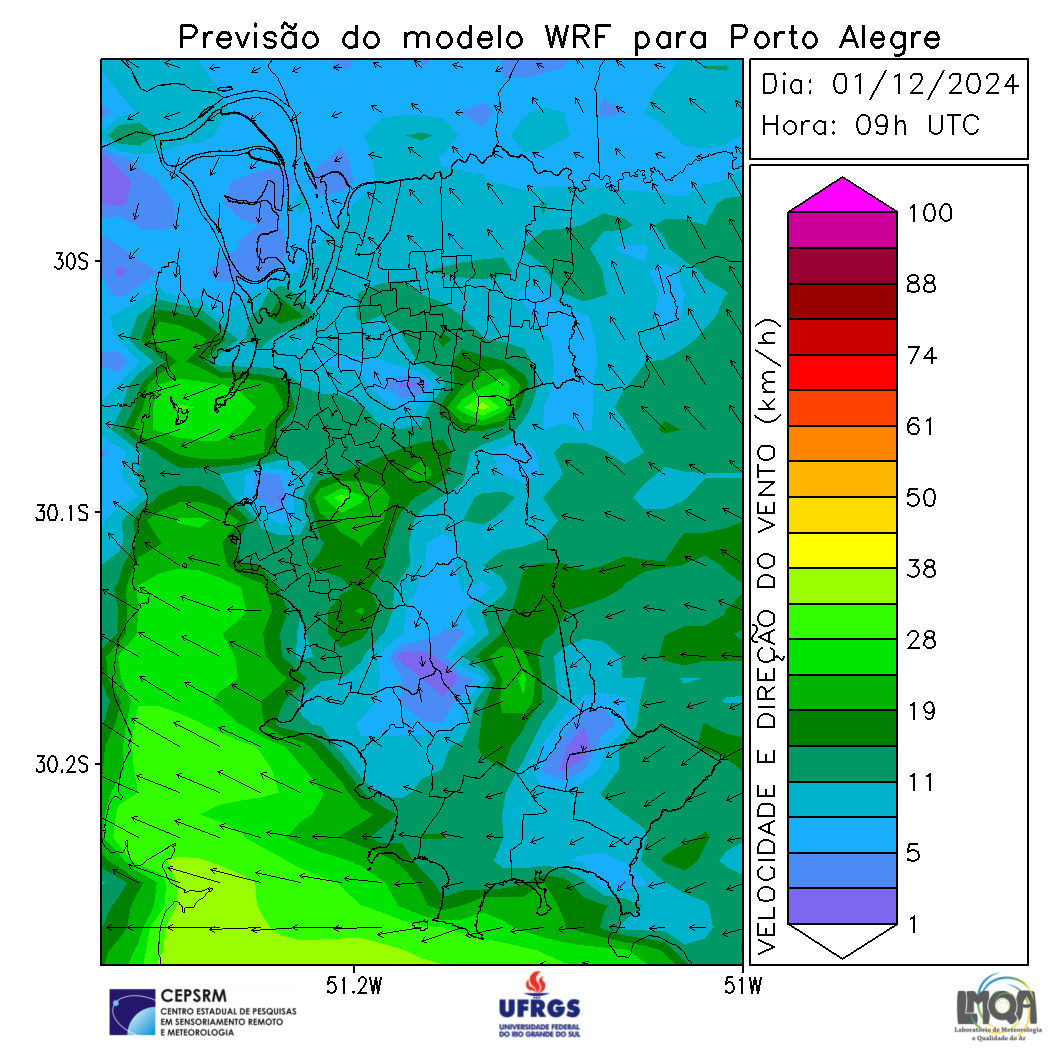 Previsão do modelo WRF para Porto Alegre
Dia: 01/12/2024
Hora: 09h UTC
VELOCIDADE E DIREÇÃO DO VENTO (km/h)
100
88
74
61
50
38
28
19
11
5
1
30S
30.1S
30.2S
51.2W
51W
CEPSRM
CENTRO ESTADUAL DE PESQUISAS
EM SENSORIAMENTO REMOTO
E METEOROLOGIA
UFRGS
UNIVERSIDADE FEDERAL
DO RIO GRANDE DO SUL
LMQA
Laboratório de Meteorologia
e Qualidade do Ar